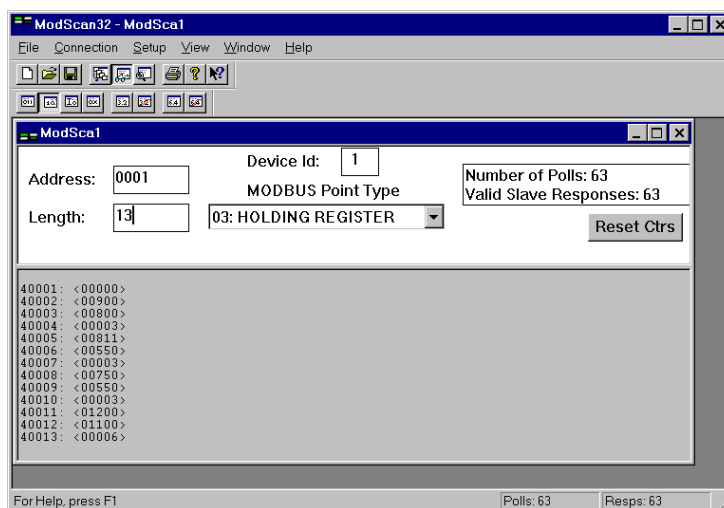 ModScan32 - ModSca1
File Connection Setup View Window Help
ModSca1
Device Id: 1
Address: 0001
MODBUS Point Type
Length: 13
03: HOLDING REGISTER
Number of Polls: 63
Valid Slave Responses: 63
Reset Ctrs
40001: <00000>
40002: <00900>
40003: <00800>
40004: <00003>
40005: <00811>
40006: <00550>
40007: <00003>
40008: <00750>
40009: <00550>
40010: <00003>
40011: <01200>
40012: <01100>
40013: <00006>
For Help, press F1
Polls: 63
Resps: 63